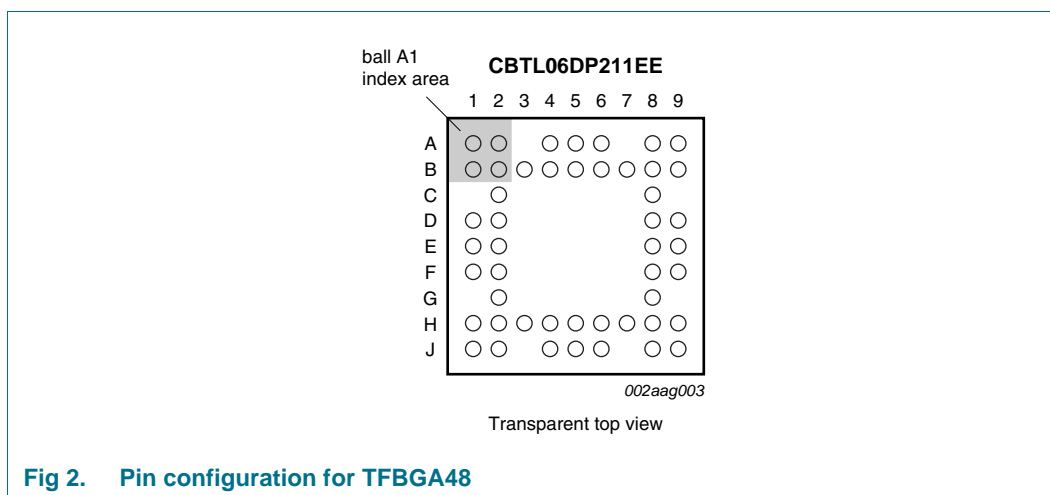 ball A1
index area
CBTL06DP211EE
1 2 3 4 5 6 7 8 9
A
B
C
D
E
F
G
H
J
002aag003
Transparent top view
Fig 2. Pin configuration for TFBGA48